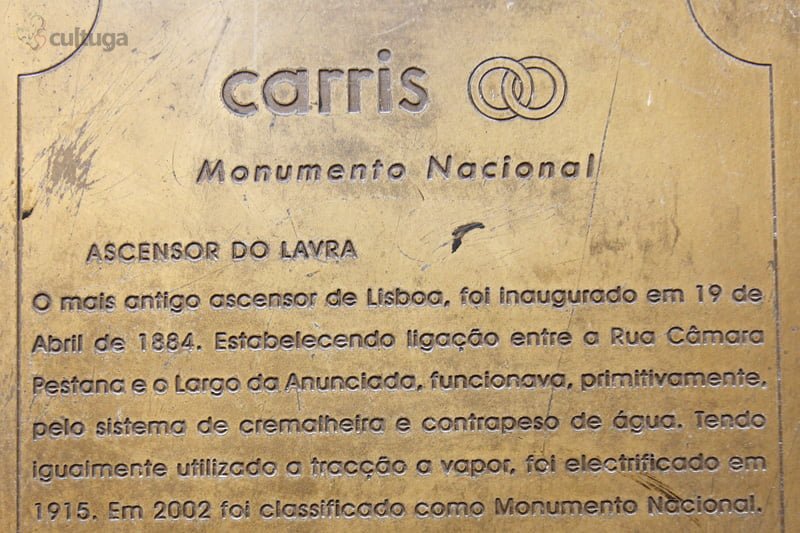 cultuga
carris
Monumento Nacional
ASCENSOR DO LAVRA
O mais antigo ascensor de Lisboa, foi inaugurado em 19 de
Abril de 1884. Estabelecendo ligação entre a Rua Câmara
Pestana e o Largo da Anunciada, funcionava, primitivamente,
pelo sistema de cremalheira e contrapeso de água. Tendo
igualmente utilizado a tracção a vapor, foi electrificado em
1915. Em 2002 foi classificado como Monumento Nacional.